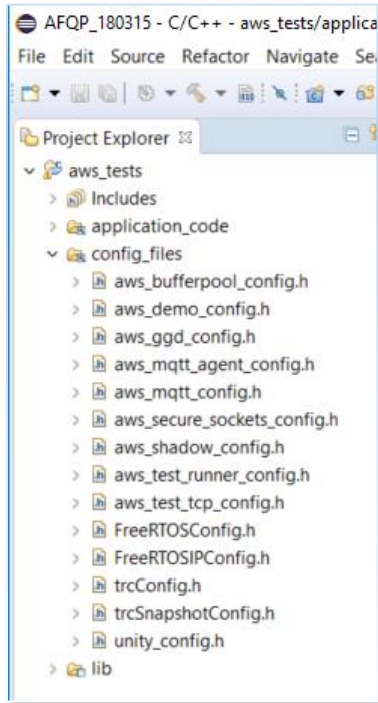 AFQP_180315 - C/C++ - aws_tests/applica
File Edit Source Refactor Navigate Sea
Project Explorer
aws_tests
Includes
application_code
config_files
aws_bufferpool_config.h
aws_demo_config.h
aws_ggd_config.h
aws_mqtt_agent_config.h
aws_mqtt_config.h
aws_secure_sockets_config.h
aws_shadow_config.h
aws_test_runner_config.h
aws_test_tcp_config.h
FreeRTOSConfig.h
FreeRTOSIPConfig.h
trcConfig.h
trcSnapshotConfig.h
unity_config.h
lib